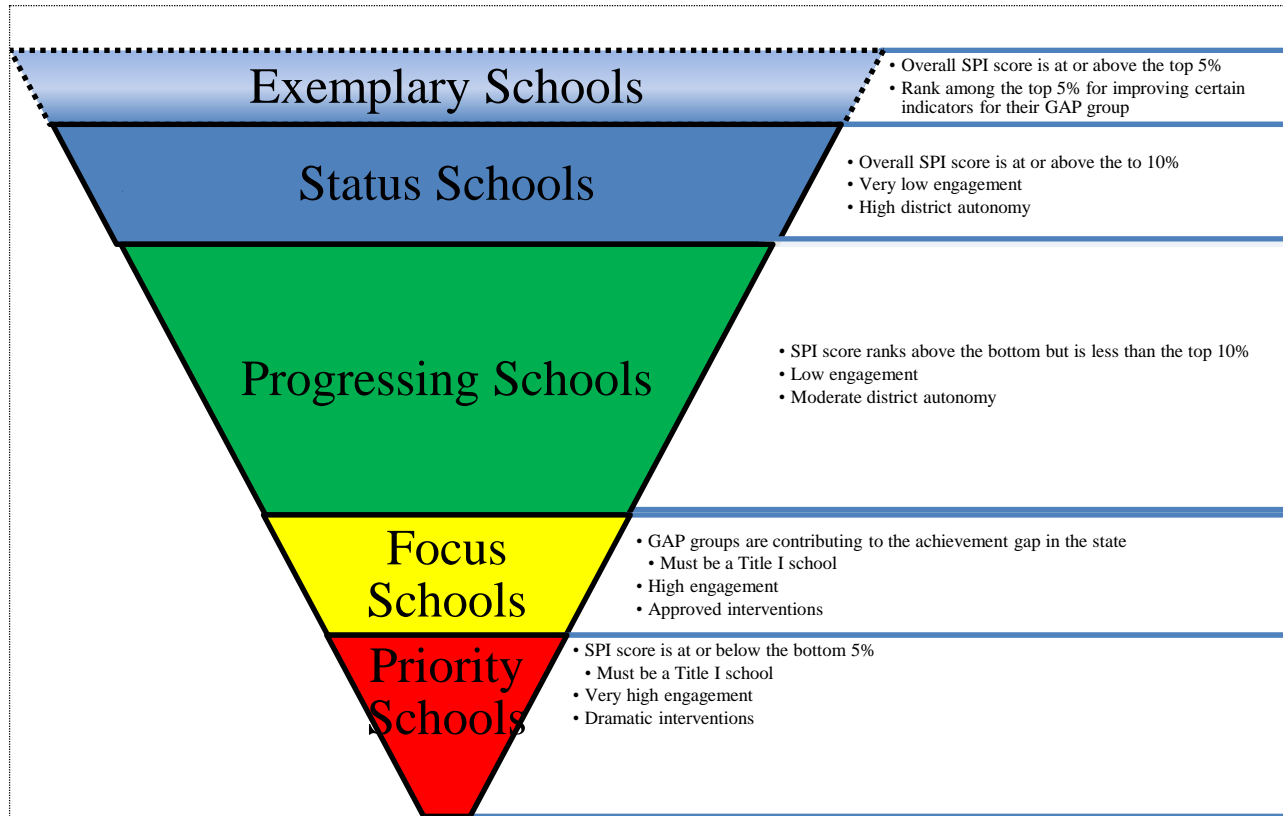 Exemplary Schools
• Overall SPI score is at or above the top 5%
• Rank among the top 5% for improving certain
indicators for their GAP group
Status Schools
• Overall SPI score is at or above the to 10%
• Very low engagement
• High district autonomy
Progressing Schools
• SPI score ranks above the bottom but is less than the top 10%
• Low engagement
• Moderate district autonomy
Focus
Schools
• GAP groups are contributing to the achievement gap in the state
• Must be a Title I school
• High engagement
• Approved interventions
Priority
Schools
• SPI score is at or below the bottom 5%
• Must be a Title I school
• Very high engagement
• Dramatic interventions